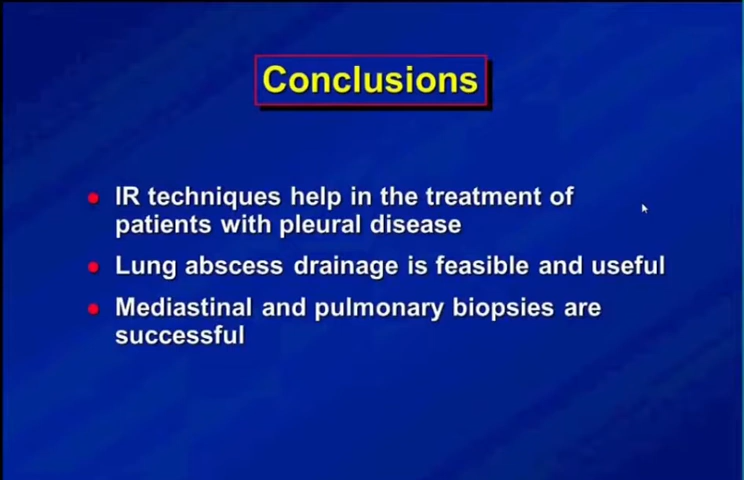 Conclusions
IR techniques help in the treatment of
patients with pleural disease
Lung abscess drainage is feasible and useful
Mediastinal and pulmonary biopsies are
successful